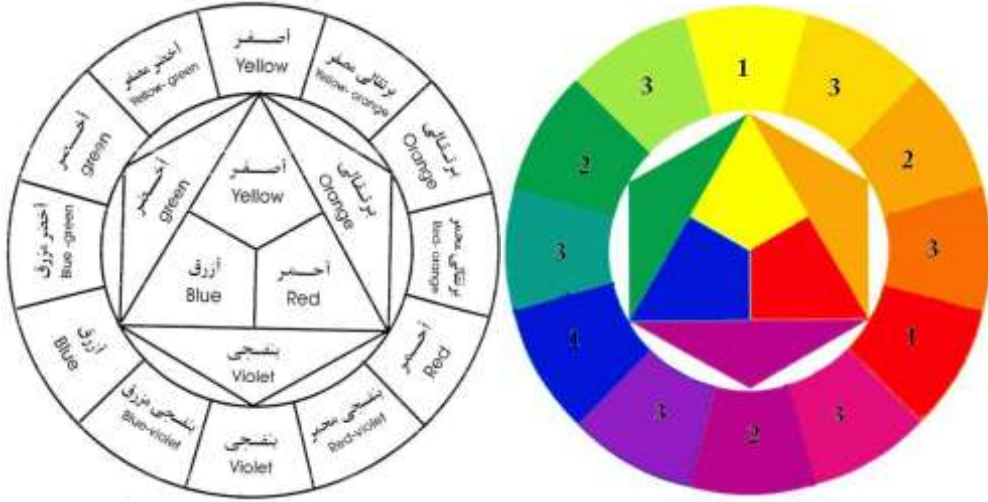 أصفر
Yellow
برتقالي مصفر
Yellow- orange
برتقالي
Orange
برتقالي محمر
Red- orange
أحمر
Red
بنفسجي محمر
Red-violet
بنفسجي
Violet
بنفسجي مزرق
Blue-violet
أزرق
Blue
أخضر مزرق
Blue -green
أخضر
green
أخضر مصفر
Yellow- green
أصفر
Yellow
برتقالي
Orange
أخضر
green
أزرق
Blue
أحمر
Red
بنفسجي
Violet
1
3
2
3
1
3
2
3
1
3
2
3